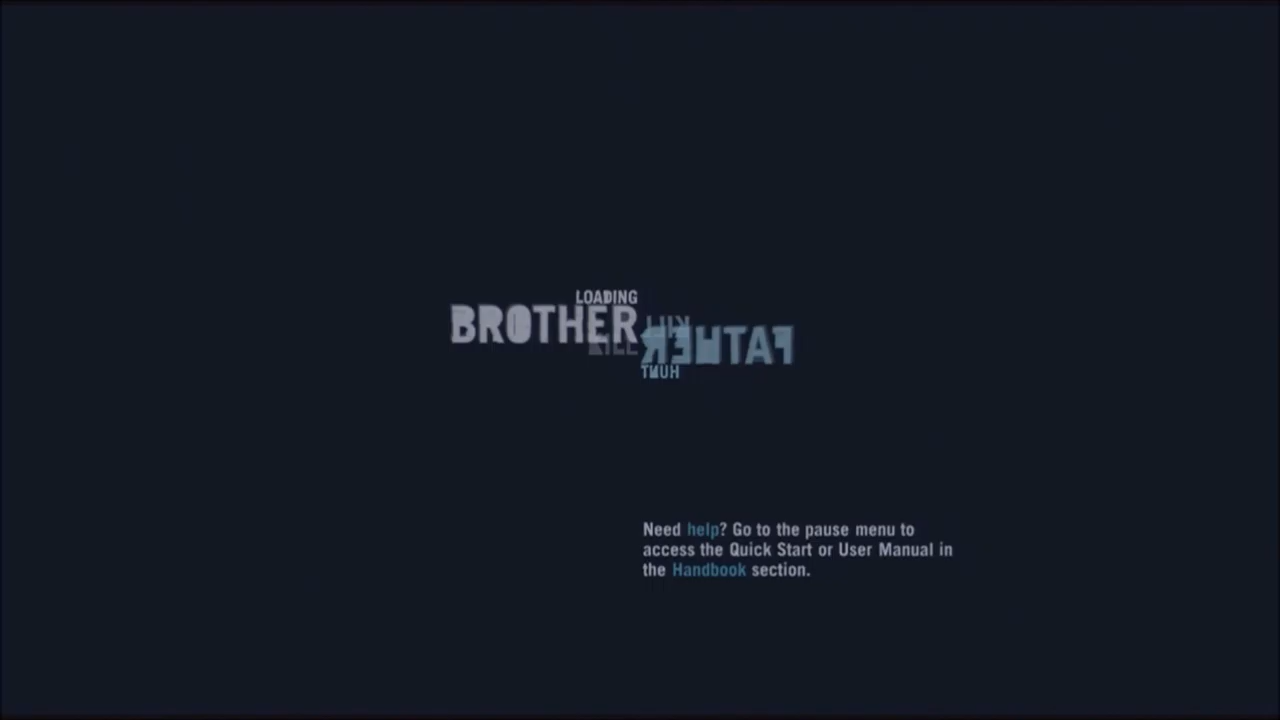 LOADING
BROTHER
KILL
KILL
FATHER
HUNT
Need help? Go to the pause menu to
access the Quick Start or User Manual in
the Handbook section.